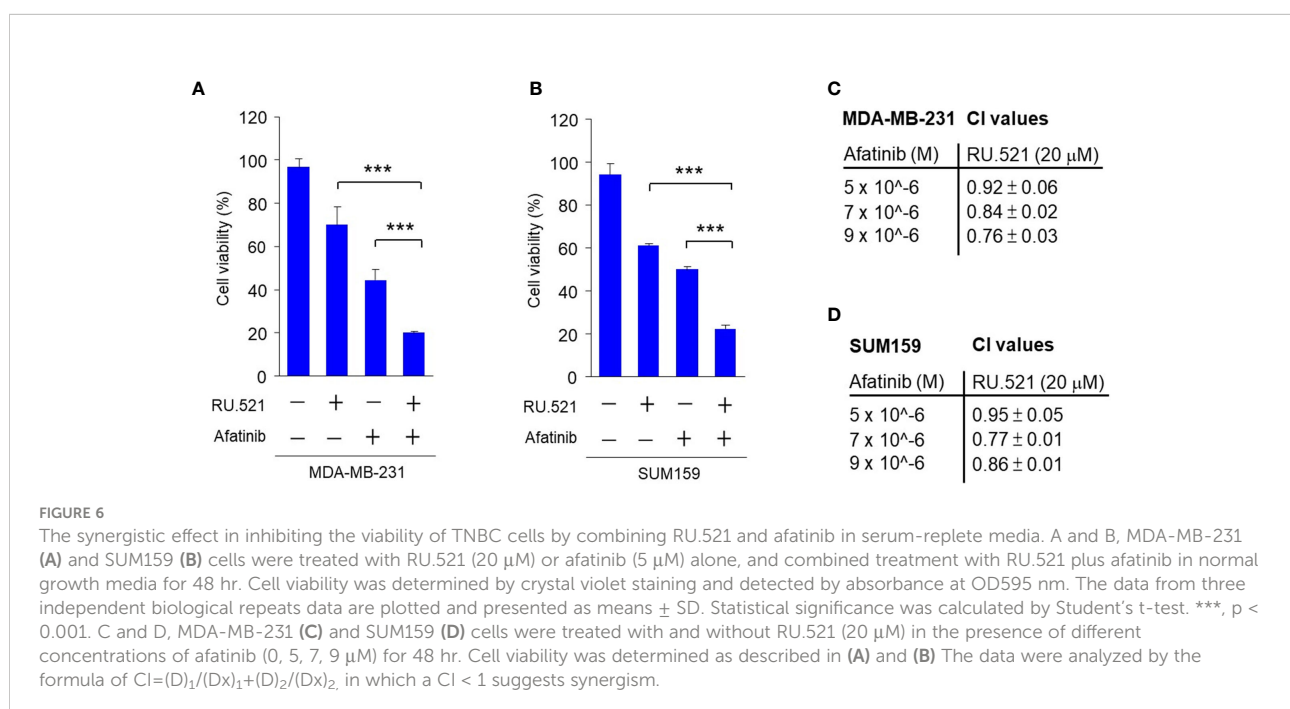 A
120
100
80
60
40
20
0
Cell viability (%)
***
***
RU.521 – + – +
Afatinib – – + +
MDA-MB-231
B
120
100
80
60
40
20
0
Cell viability (%)
***
***
RU.521 – + – +
Afatinib – – + +
SUM159
C
MDA-MB-231 CI values
Afatinib (M) RU.521 (20 µM)
5 x 10^-6 0.92 ± 0.06
7 x 10^-6 0.84 ± 0.02
9 x 10^-6 0.76 ± 0.03
D
SUM159 CI values
Afatinib (M) RU.521 (20 µM)
5 x 10^-6 0.95 ± 0.05
7 x 10^-6 0.77 ± 0.01
9 x 10^-6 0.86 ± 0.01
FIGURE 6
The synergistic effect in inhibiting the viability of TNBC cells by combining RU.521 and afatinib in serum-replete media. A and B, MDA-MB-231
(A) and SUM159 (B) cells were treated with RU.521 (20 µM) or afatinib (5 µM) alone, and combined treatment with RU.521 plus afatinib in normal
growth media for 48 hr. Cell viability was determined by crystal violet staining and detected by absorbance at OD595 nm. The data from three
independent biological repeats data are plotted and presented as means ± SD. Statistical significance was calculated by Student's t-test. ***, p <
0.001. C and D, MDA-MB-231 (C) and SUM159 (D) cells were treated with and without RU.521 (20 µM) in the presence of different
concentrations of afatinib (0, 5, 7, 9 µM) for 48 hr. Cell viability was determined as described in (A) and (B) The data were analyzed by the
formula of CI=(D)1/(Dx)1+(D)2/(Dx)2, in which a CI < 1 suggests synergism.